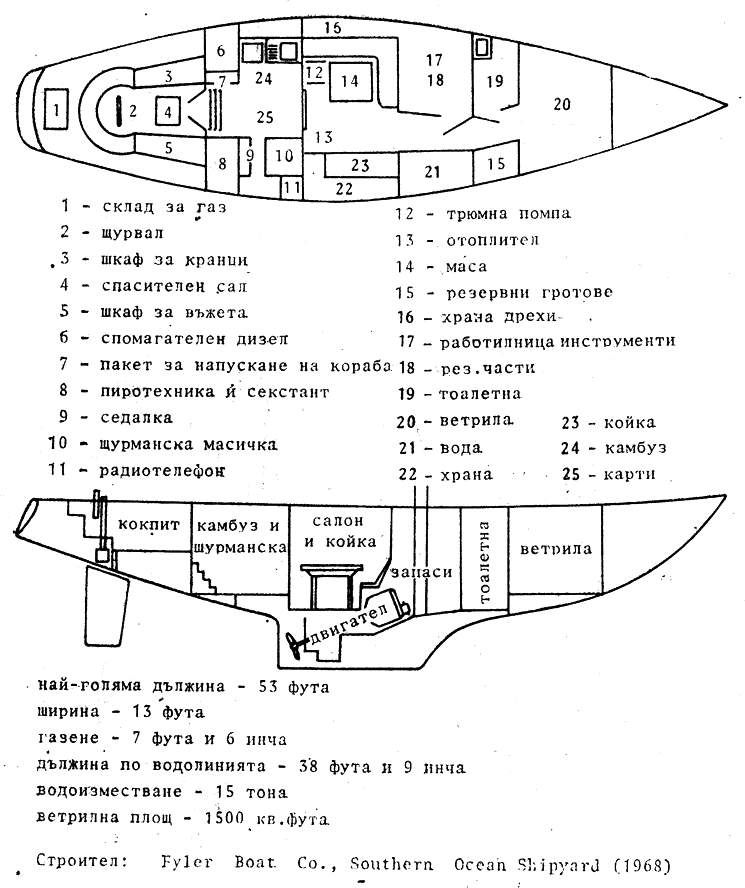 16
6
24
17
18
12
14
19
3
7
1
2
4
20
25
13
5
8
9
10
23
21
15
11
22
1 - склад за газ
2 - щурвал
3 - шкаф за кранци
4 - спасителен сал
5 - шкаф за въжета
6 - спомагателен дизел
7 - пакет за напускане на кораба
8 - пиротехника и секстант
9 - седалка
10 - щурманска масичка
11 - радиотелефон
12 - трюмна помпа
13 - отоплител
14 - маса
15 - резервни гротове
16 - храна дрехи
17 - работилница инструменти
18 - рез.части
19 - тоалетна
20 - ветрила
21 - вода
22 - храна
23 - койка
24 - камбуз
25 - карти
кокпит
камбуз и
шурманска
салон
и койка
запаси
тоалетна
ветрила
двигател
най-голяма дължина - 53 фута
ширина - 13 фута
газене - 7 фута и 6 инча
дължина по водолинията - 38 фута и 9 инча
водоизместване - 15 тона
ветрилна площ - 1500 кв.фута
Строител: Fyler Boat Co., Southern Ocean Shipyard (1968)